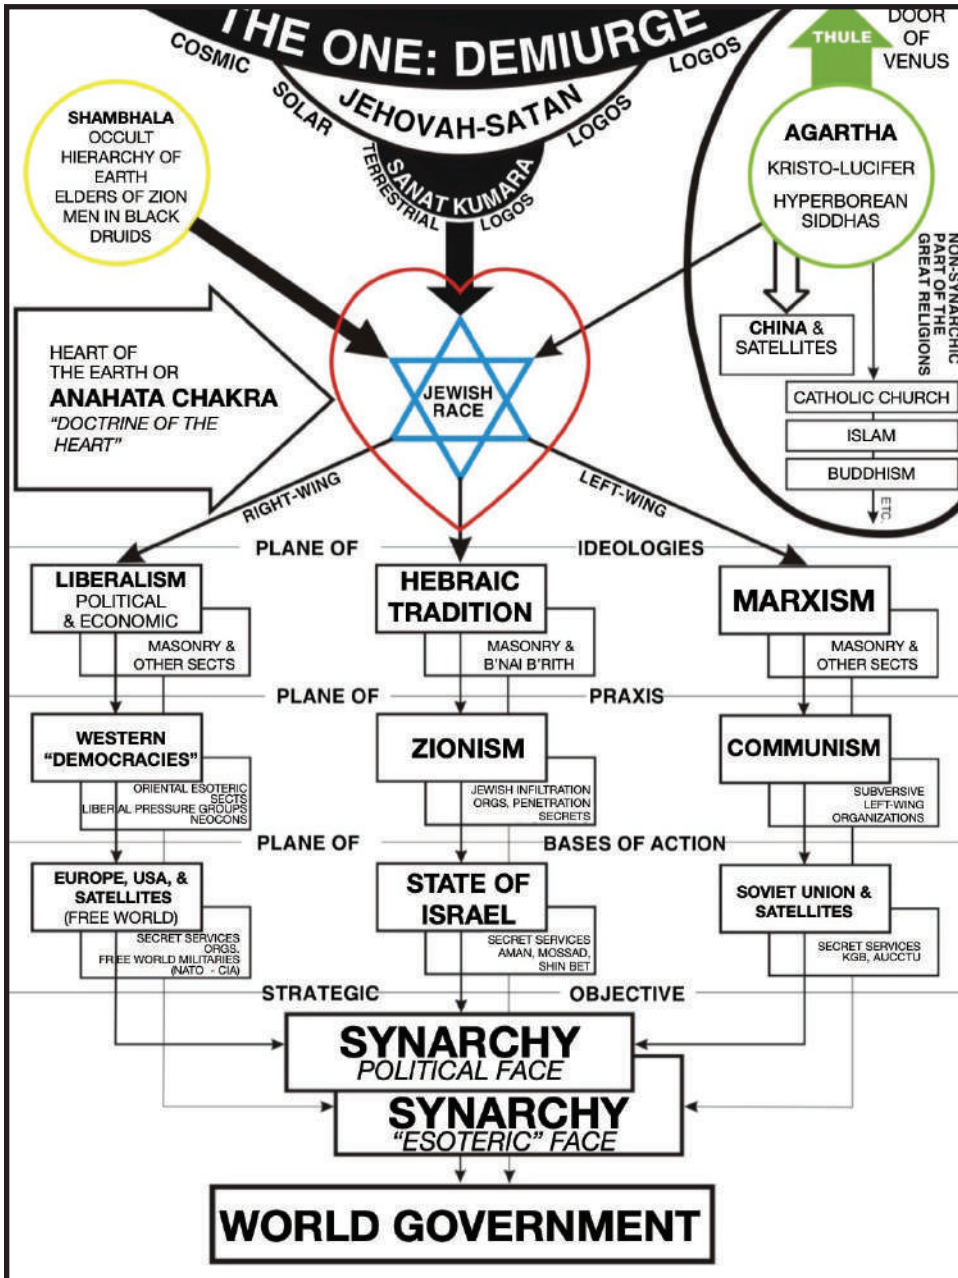 THE ONE: DEMIURGE
COSMIC
LOGOS
JEHOVAH-SATAN
SOLAR
LOGOS
SANAT KUMARA
TERRESTRIAL
LOGOS
DOOR
OF
VENUS
THULE
SHAMBHALA
OCCULT
HIERARCHY OF
EARTH
ELDERS OF ZION
MEN IN BLACK
DRUIDS
AGARTHA
KRISTO-LUCIFER
HYPERBOREAN
SIDDHAS
NON-SYNARCHIC
PART OF THE
GREAT RELIGIONS
CHINA &
SATELLITES
CATHOLIC CHURCH
ISLAM
BUDDHISM
ETC.
HEART OF
THE EARTH OR
ANAHATA CHAKRA
"DOCTRINE OF THE
HEART"
JEWISH
RACE
RIGHT-WING
LEFT-WING
PLANE OF
IDEOLOGIES
LIBERALISM
POLITICAL
& ECONOMIC
MASONRY &
OTHER SECTS
HEBRAIC
TRADITION
MASONRY &
B'NAI B'RITH
MARXISM
MASONRY &
OTHER SECTS
PLANE OF
PRAXIS
WESTERN
"DEMOCRACIES"
ORIENTAL ESOTERIC
SECTS
LIBERIAL PRESSURE GROUPS
NEOCONS
ZIONISM
JEWISH INFILTRATION
ORGS, PENETRATION
SECRETS
COMMUNISM
SUBVERSIVE
LEFT-WING
ORGANIZATIONS
PLANE OF
BASES OF ACTION
EUROPE, USA, &
SATELLITES
(FREE WORLD)
SECRET SERVICES
ORGS.
FREE WORLD MILITARIES
(NATO - CIA)
STATE OF
ISRAEL
SECRET SERVICES
AMAN, MOSSAD,
SHIN BET
SOVIET UNION &
SATELLITES
SECRET SERVICES
KGB, AUCCTU
STRATEGIC
OBJECTIVE
SYNARCHY
POLITICAL FACE
SYNARCHY
"ESOTERIC" FACE
WORLD GOVERNMENT